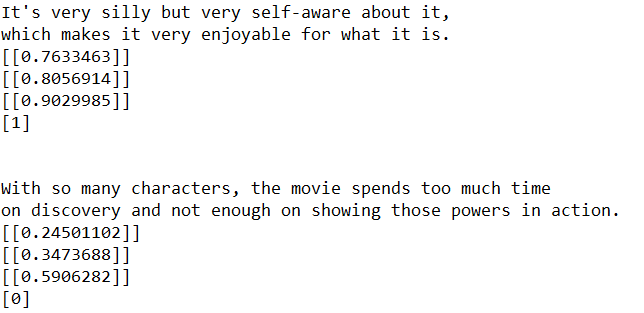 It's very silly but very self-aware about it,
which makes it very enjoyable for what it is.
[[0.7633463]]
[[0.8056914]]
[[0.9029985]]
[1]
With so many characters, the movie spends too much time
on discovery and not enough on showing those powers in action.
[[0.24501102]]
[[0.3473688]]
[[0.5906282]]
[0]